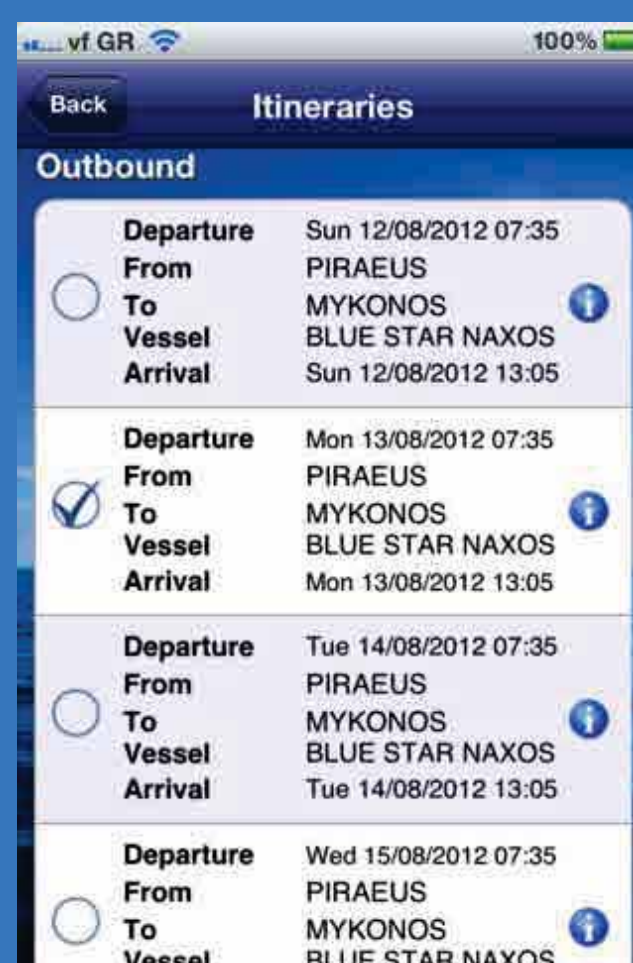 vf GR 100%
Back Itineraries
Outbound
Departure Sun 12/08/2012 07:35
From PIRAEUS
To MYKONOS
Vessel BLUE STAR NAXOS
Arrival Sun 12/08/2012 13:05
Departure Mon 13/08/2012 07:35
From PIRAEUS
To MYKONOS
Vessel BLUE STAR NAXOS
Arrival Mon 13/08/2012 13:05
Departure Tue 14/08/2012 07:35
From PIRAEUS
To MYKONOS
Vessel BLUE STAR NAXOS
Arrival Tue 14/08/2012 13:05
Departure Wed 15/08/2012 07:35
From PIRAEUS
To MYKONOS
Vessel BLUE STAR NAXOS